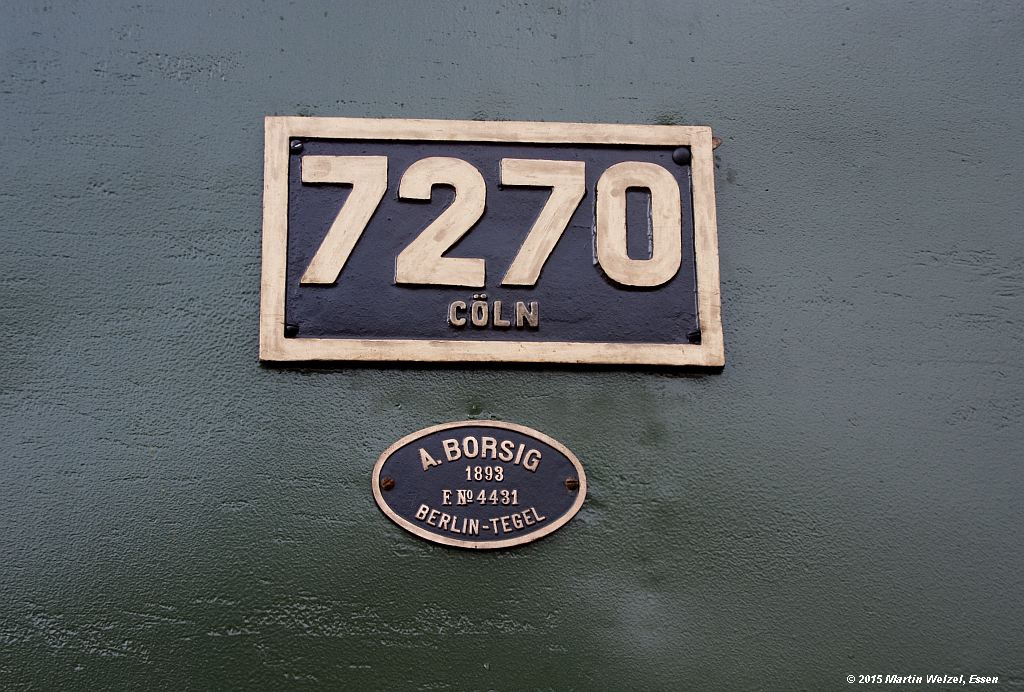 7270
CÖLN
A. BORSIG
1893
F. No 4431
BERLIN-TEGEL
© 2015 Martin Welzel, Essen